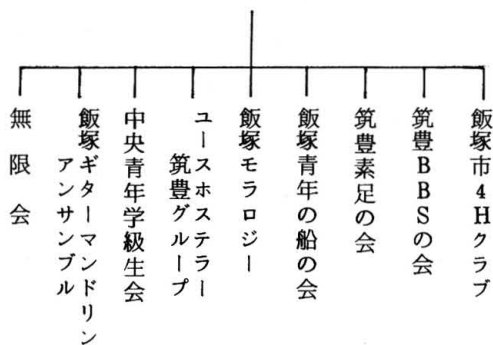 飯塚市4Hクラブ
筑豊BBSの会
筑豊素足の会
飯塚青年の船の会
飯塚モラロジー
ユースホステラー
筑豊グループ
中央青年学級生会
飯塚ギターマンドリン
アンサンブル
無限会